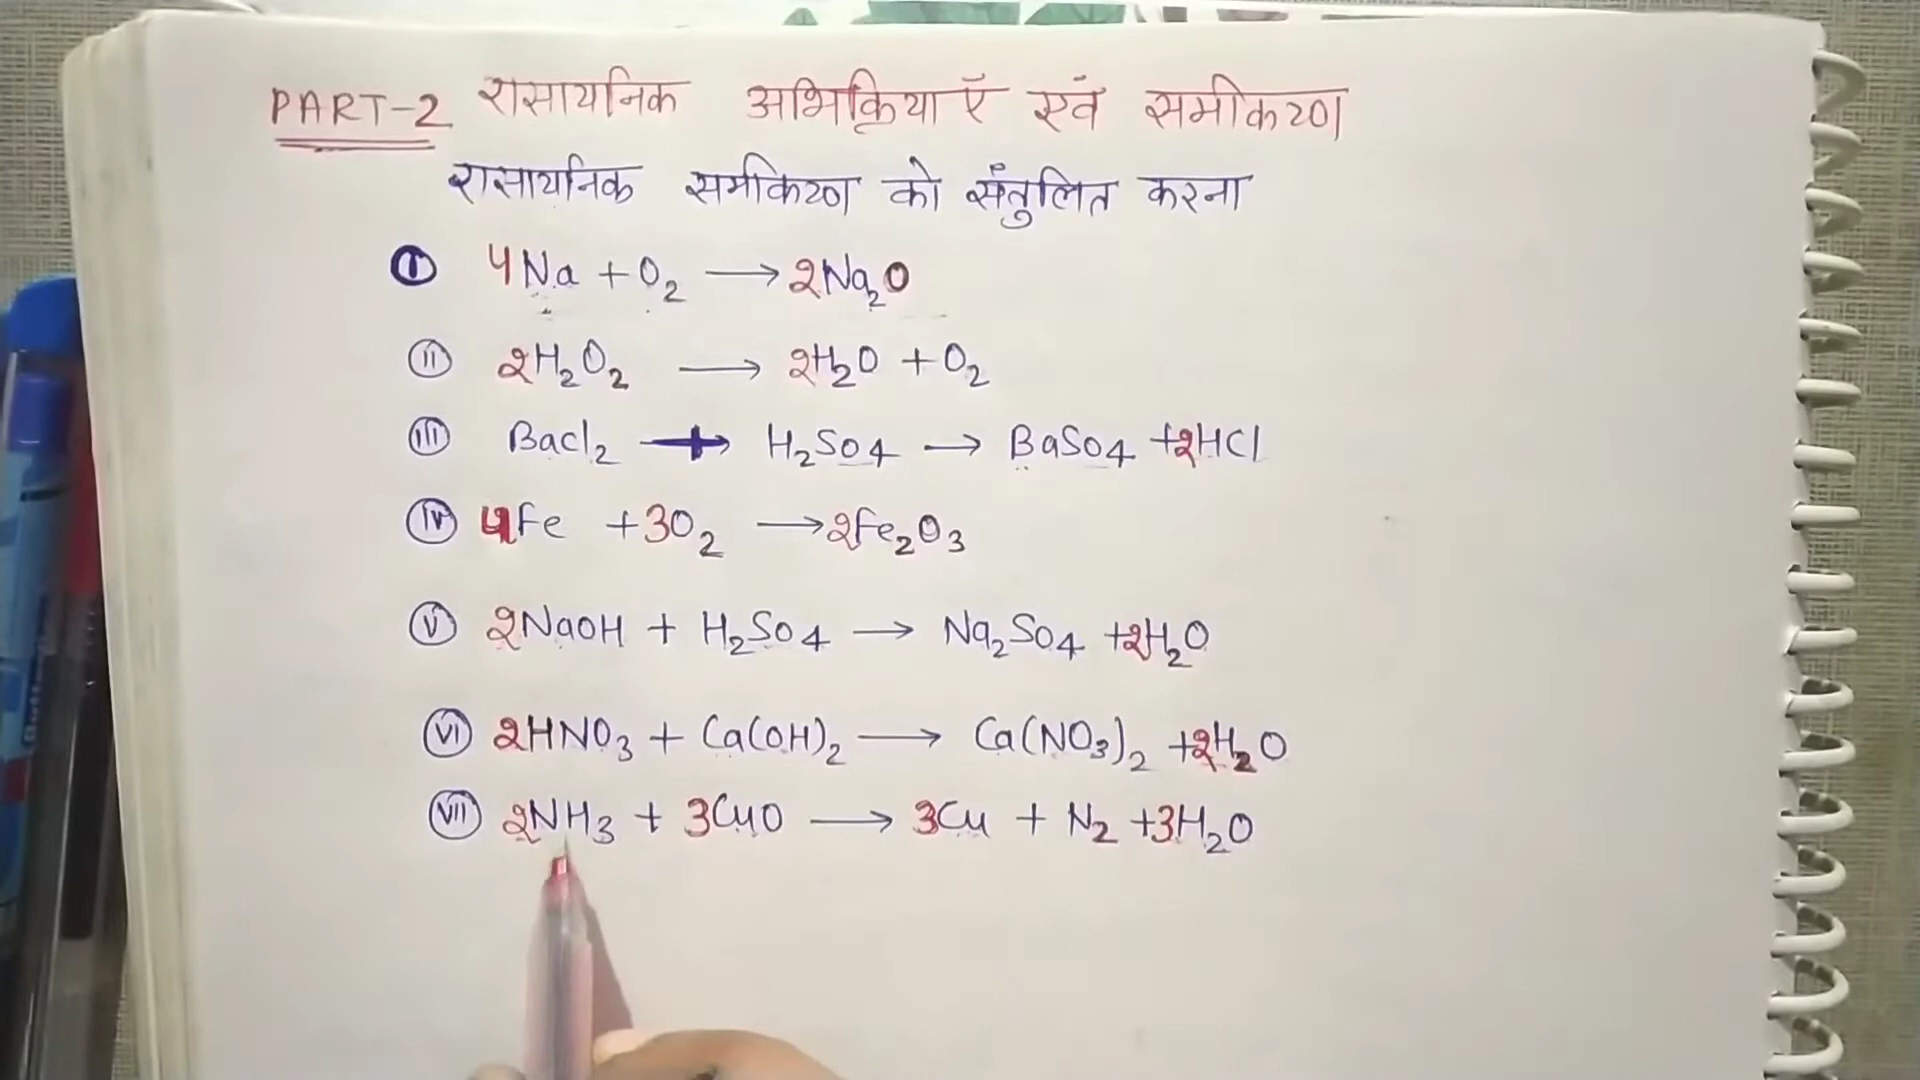 PART-2 रासायनिक अभिक्रियाएँ एवं समीकरण
रासायनिक समीकरण को संतुलित करना
(i) 4Na + O₂ → 2Na₂O
(ii) 2H₂O₂ → 2H₂O + O₂
(iii) Bacl₂ + H₂SO₄ → BaSO₄ + 2HCl
(iv) 4Fe + 3O₂ → 2Fe₂O₃
(v) 2NaOH + H₂SO₄ → Na₂SO₄ + 2H₂O
(vi) 2HNO₃ + Ca(OH)₂ → Ca(NO₃)₂ + 2H₂O
(vii) 2NH₃ + 3CuO → 3Cu + N₂ + 3H₂O